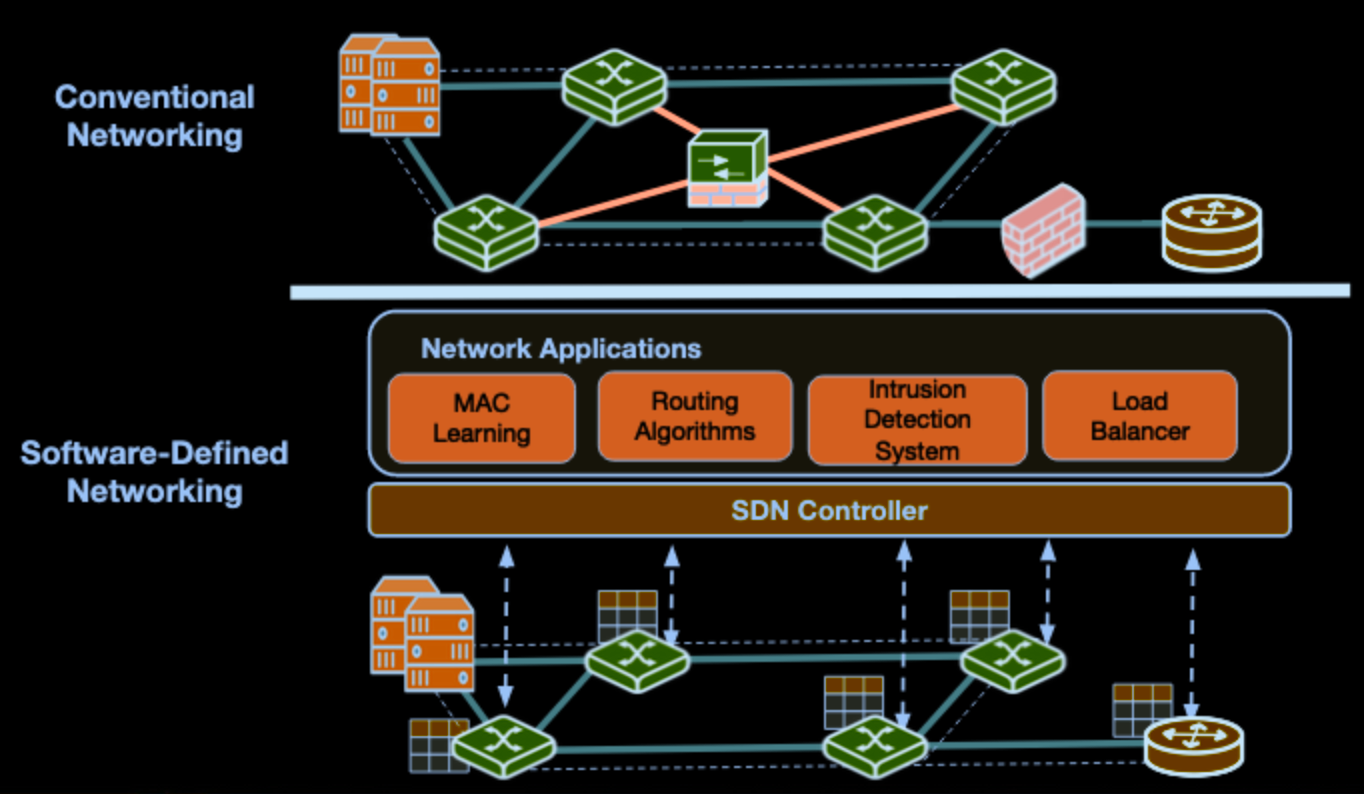 Conventional
Networking
Network Applications
MAC
Learning
Routing
Algorithms
Intrusion
Detection
System
Load
Balancer
Software-Defined
Networking
SDN Controller